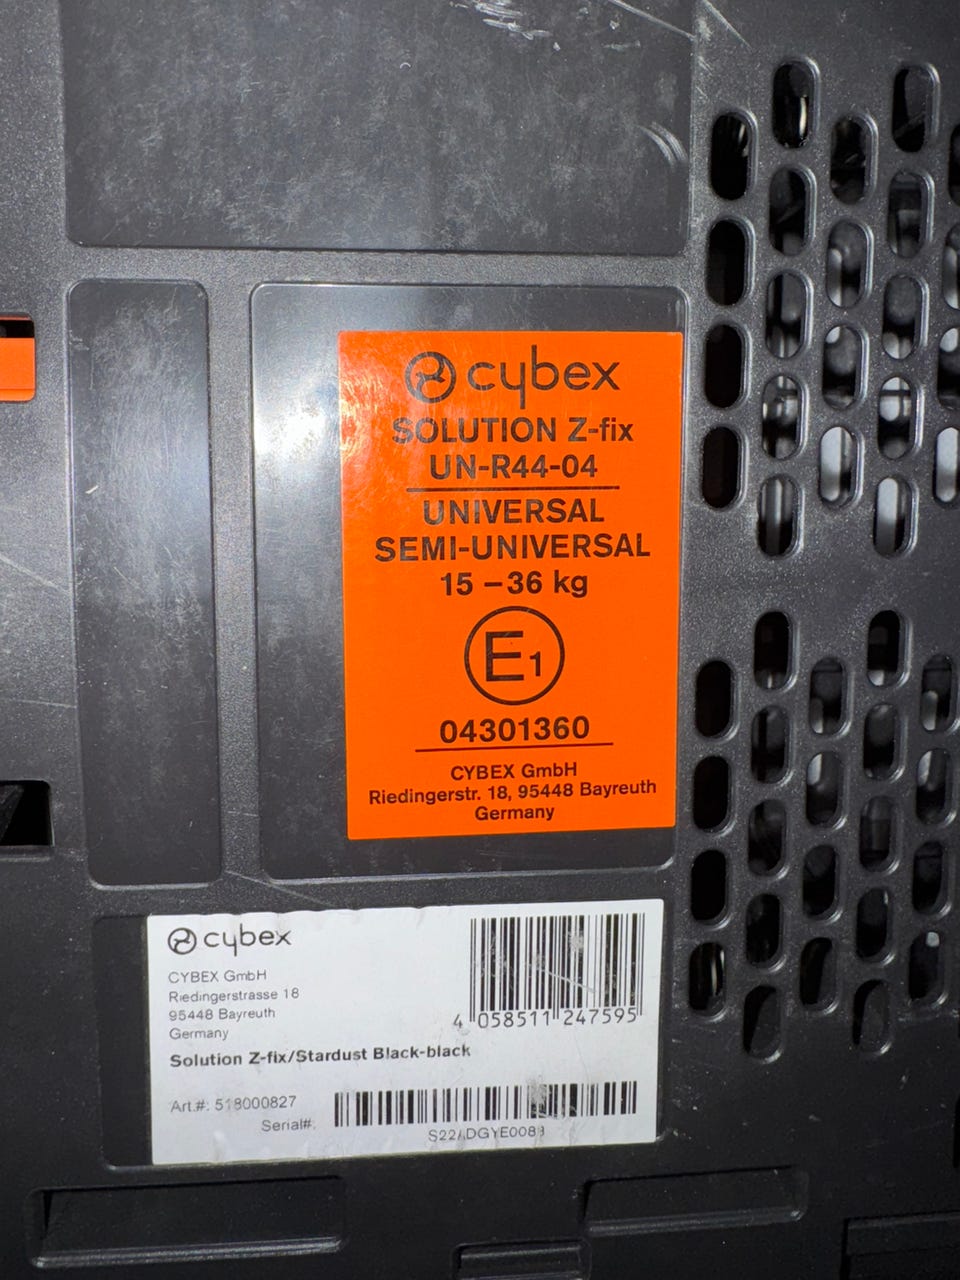 cybex
SOLUTION Z-fix
UN-R44-04
UNIVERSAL
SEMI-UNIVERSAL
15 – 36 kg
E1
04301360
CYBEX GmbH
Riedingerstr. 18, 95448 Bayreuth
Germany
cybex
CYBEX GmbH
Riedingerstrasse 18
95448 Bayreuth
Germany
4 058511 247595
Solution Z-fix/Stardust Black-black
Art.#: 518000827
Serial#: